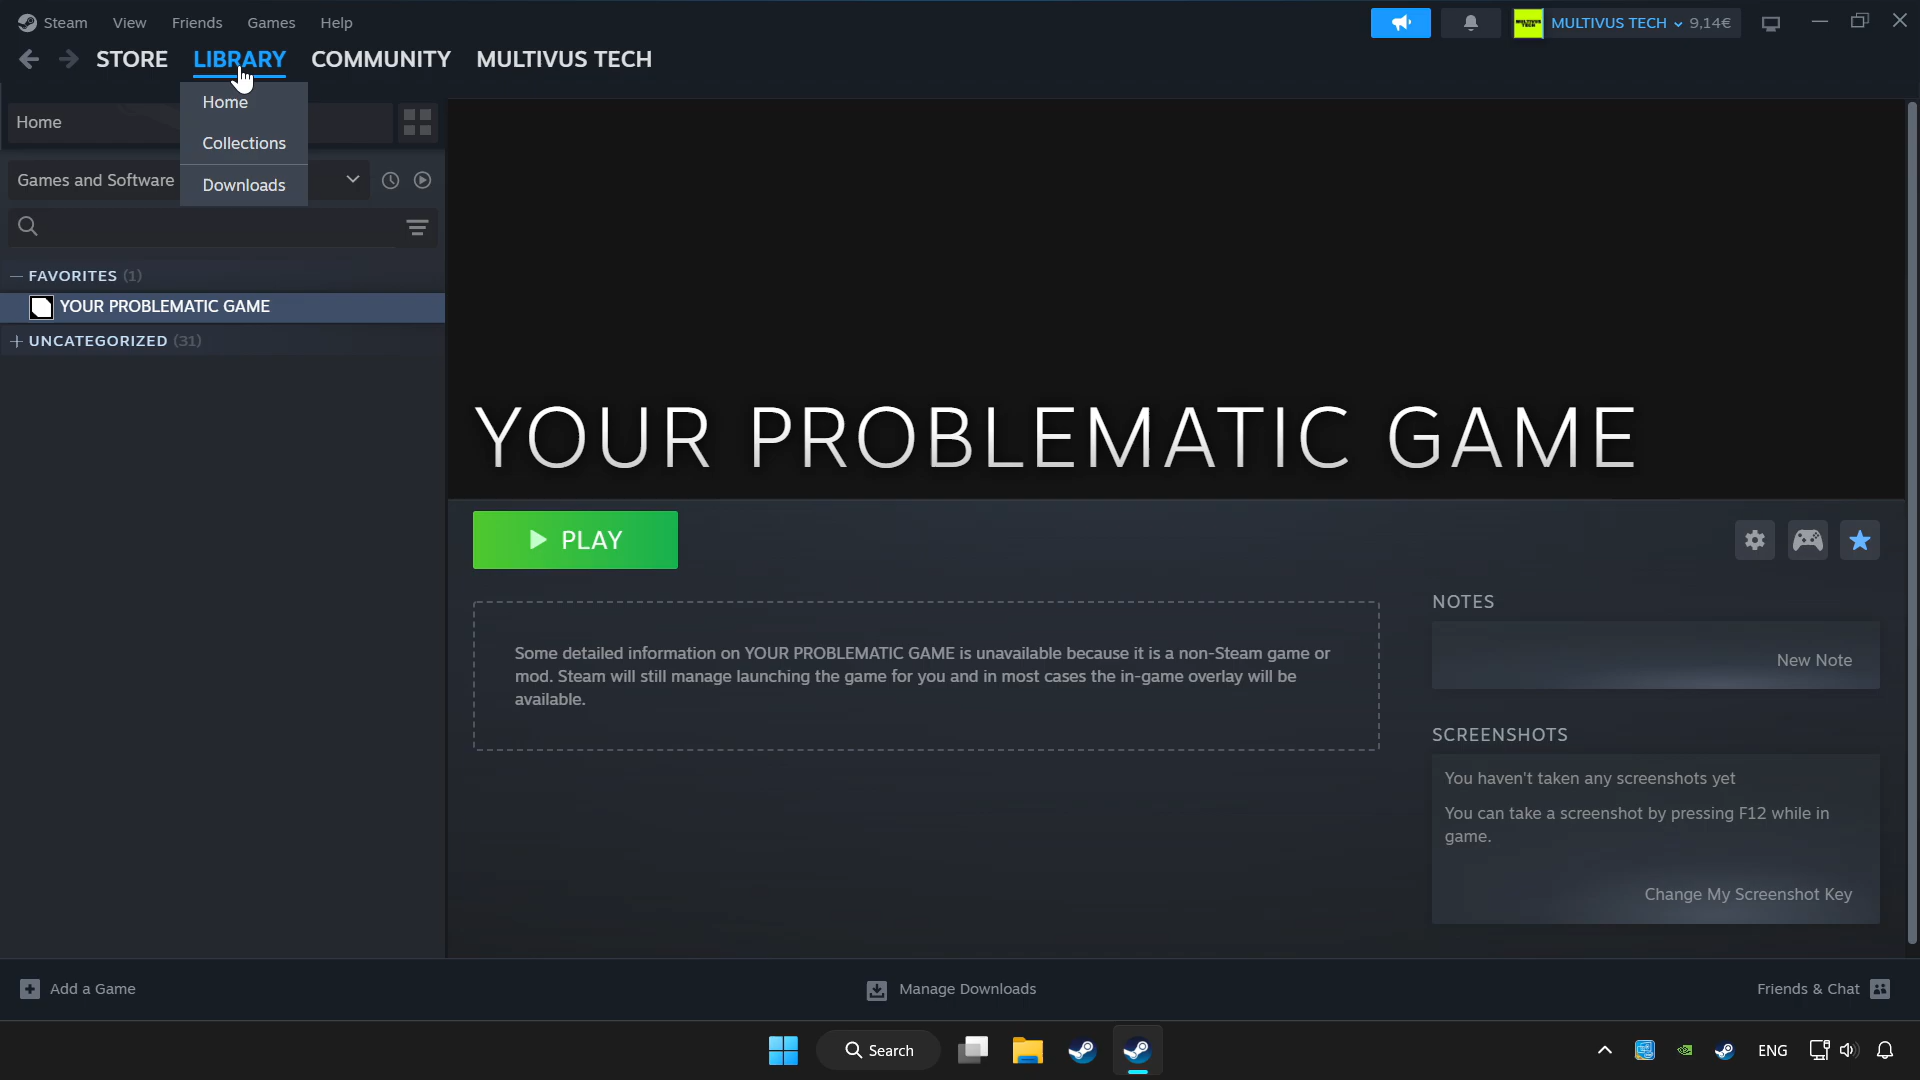 Steam View Friends Games Help
MULTIVUS TECH 9,14€
STORE LIBRARY COMMUNITY MULTIVUS TECH
Home
Collections
Downloads
Home
Games and Software
FAVORITES (1)
YOUR PROBLEMATIC GAME
UNCATEGORIZED (31)
YOUR PROBLEMATIC GAME
PLAY
Some detailed information on YOUR PROBLEMATIC GAME is unavailable because it is a non-Steam game or
mod. Steam will still manage launching the game for you and in most cases the in-game overlay will be
available.
NOTES
New Note
SCREENSHOTS
You haven't taken any screenshots yet
You can take a screenshot by pressing F12 while in
game.
Change My Screenshot Key
Add a Game
Manage Downloads
Friends & Chat
Search
ENG